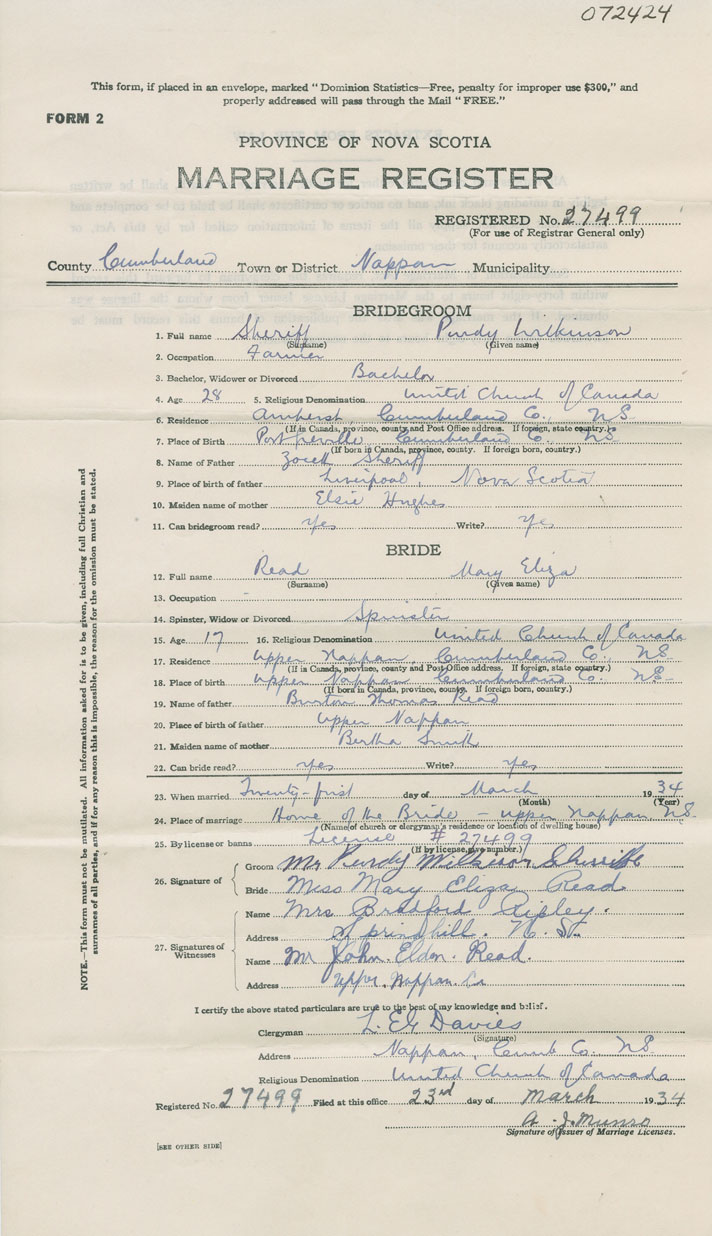 072424
This form, if placed in an envelope, marked "Dominion Statistics—Free, penalty for improper use $300," and
properly addressed will pass through the Mail "FREE."
FORM 2
PROVINCE OF NOVA SCOTIA
MARRIAGE REGISTER
REGISTERED No. 27499
(For use of Registrar General only)
County Cumberland Town or District Nappan Municipality
BRIDEGROOM
1. Full name Sheriff Purdy Wilkinson
(Surname) (Given name)
2. Occupation Farmer
3. Bachelor, Widower or Divorced Bachelor
4. Age 28 5. Religious Denomination United Church of Canada
6. Residence Amherst, Cumberland Co., NS
(If in Canada, province, county and Post Office address. If foreign, state country.)
7. Place of Birth Port Cumberland Co. NS
(If born in Canada, province, county. If foreign born, country.)
8. Name of Father Sheriff
9. Place of birth of father Liverpool, Nova Scotia
10. Maiden name of mother Elsie Hughes
11. Can bridegroom read? yes Write? yes
BRIDE
12. Full name Read Mary Eliza
(Surname) (Given name)
13. Occupation
14. Spinster, Widow or Divorced Spinster
15. Age 17 16. Religious Denomination United Church of Canada
17. Residence Upper Nappan, Cumberland Co., NS
(If in Canada, province, county and Post Office address. If foreign, state country.)
18. Place of birth Upper Nappan Cumberland Co. NS
(If born in Canada, province, county. If foreign born, country.)
19. Name of father Burton Thomas Read
20. Place of birth of father Upper Nappan
21. Maiden name of mother Bertha Smith
22. Can bride read? yes Write? yes
23. When married Twenty-first day of March 1934
(Month) (Year)
24. Place of marriage Home of the Bride - Upper Nappan NS.
(Name of church or clergyman's residence or location of dwelling house)
25. By license or banns License # 27499
(If by license, give number.)
26. Signature of
Groom Mr Purdy Wilkinson Sherriff
Bride Miss Mary Eliza Read
27. Signatures of Witnesses
Name Mrs Bradford Ripley.
Address Springhill. N. St.
Name Mr John. Eldon. Read.
Address Upper. Nappan. Co
I certify the above stated particulars are true to the best of my knowledge and belief.
Clergyman Davies
(Signature)
Address Nappan, Cumb Co. NS.
Religious Denomination United Church of Canada
Registered No. 27499 Filed at this office 23rd day of March 1934
A. J. Munro
Signature of Issuer of Marriage Licenses.
[SEE OTHER SIDE]
NOTE.—This form must not be mutilated. All information asked for is to be given, including full Christian and
surnames of all parties, and if for any reason this is impossible, the reason for the omission must be stated.